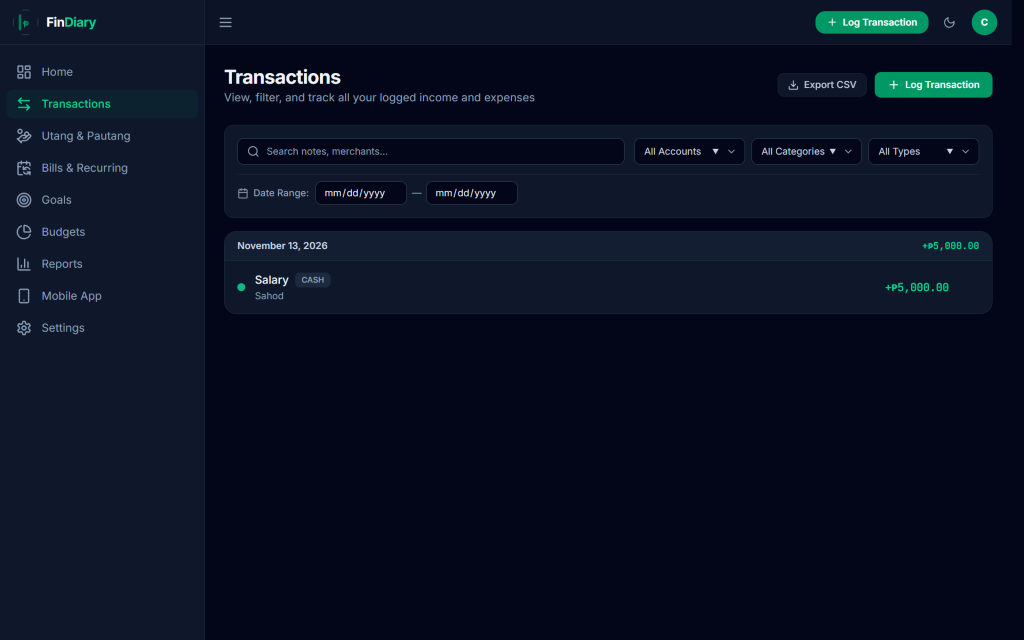 FinDiary
+ Log Transaction
C
Home
Transactions
Utang & Pautang
Bills & Recurring
Goals
Budgets
Reports
Mobile App
Settings
Transactions
View, filter, and track all your logged income and expenses
Export CSV
+ Log Transaction
Search notes, merchants...
All Accounts ▼
All Categories ▼
All Types ▼
Date Range: mm/dd/yyyy — mm/dd/yyyy
November 13, 2026 +₱5,000.00
Salary CASH
Sahod
+₱5,000.00